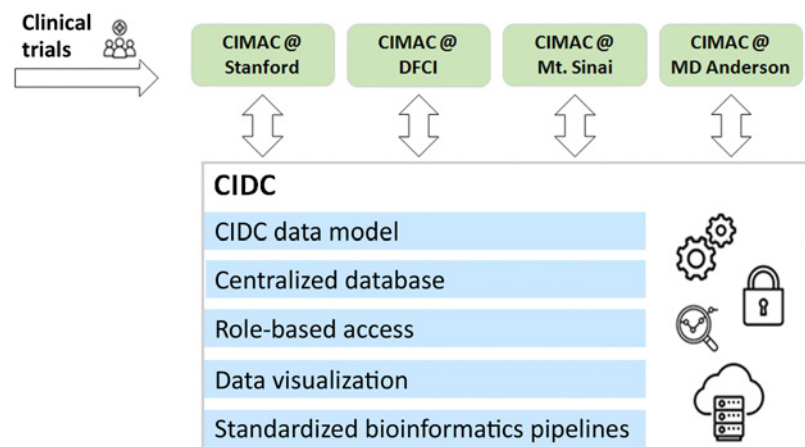 Clinical
trials
CIMAC @
Stanford
CIMAC @
DFCI
CIMAC @
Mt. Sinai
CIMAC @
MD Anderson
CIDC
CIDC data model
Centralized database
Role-based access
Data visualization
Standardized bioinformatics pipelines